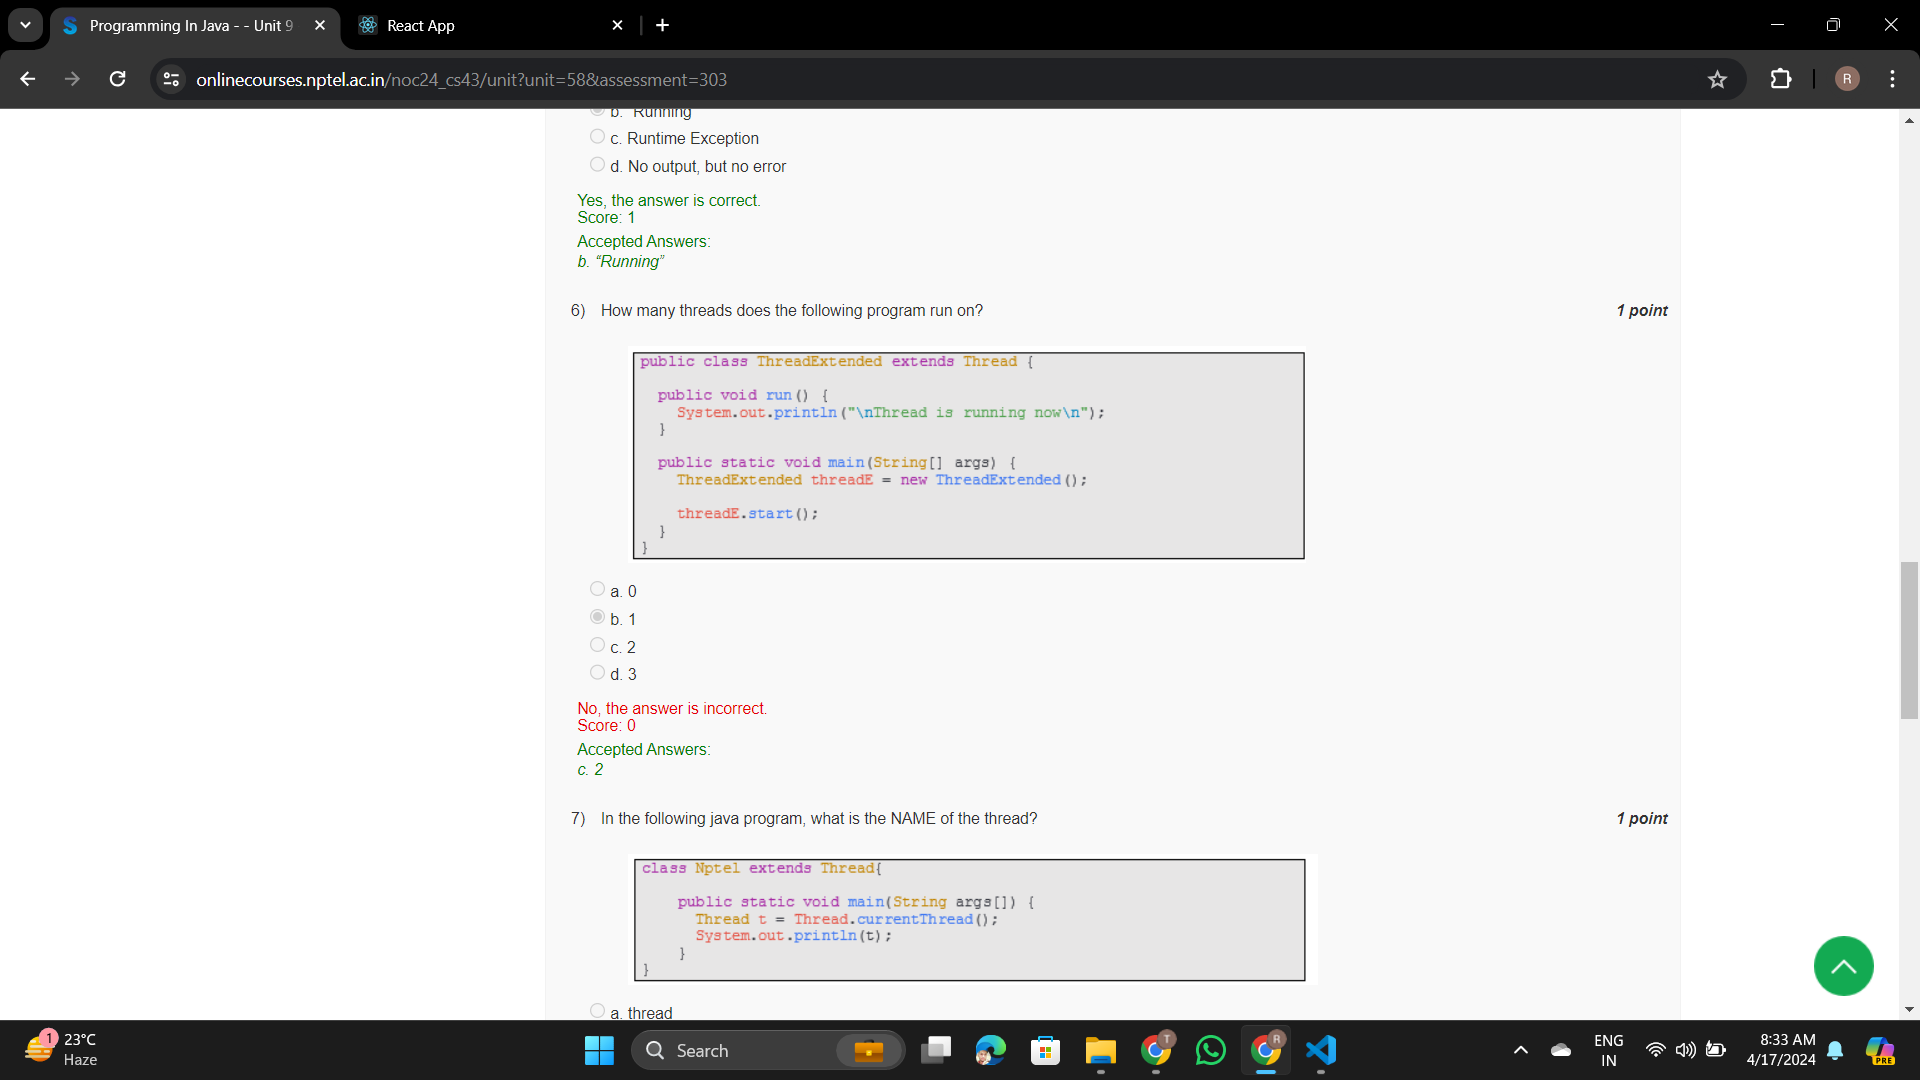 Programming In Java - - Unit 9
React App
onlinecourses.nptel.ac.in/noc24_cs43/unit?unit=58&assessment=303
R
b. "Running
c. Runtime Exception
d. No output, but no error
Yes, the answer is correct.
Score: 1
Accepted Answers:
b. “Running”
6) How many threads does the following program run on?
1 point
public class ThreadExtended extends Thread {
public void run() {
System.out.println("\nThread is running now\n");
}
public static void main(String[] args) {
ThreadExtended threadE = new ThreadExtended();
threadE.start();
}
}
a. 0
b. 1
c. 2
d. 3
No, the answer is incorrect.
Score: 0
Accepted Answers:
c. 2
7) In the following java program, what is the NAME of the thread?
1 point
class Nptel extends Thread{
public static void main(String args[]) {
Thread t = Thread.currentThread();
System.out.println(t);
}
}
a. thread
1
23°C
Haze
Search
T
R
PRE
ENG
IN
8:33 AM
4/17/2024